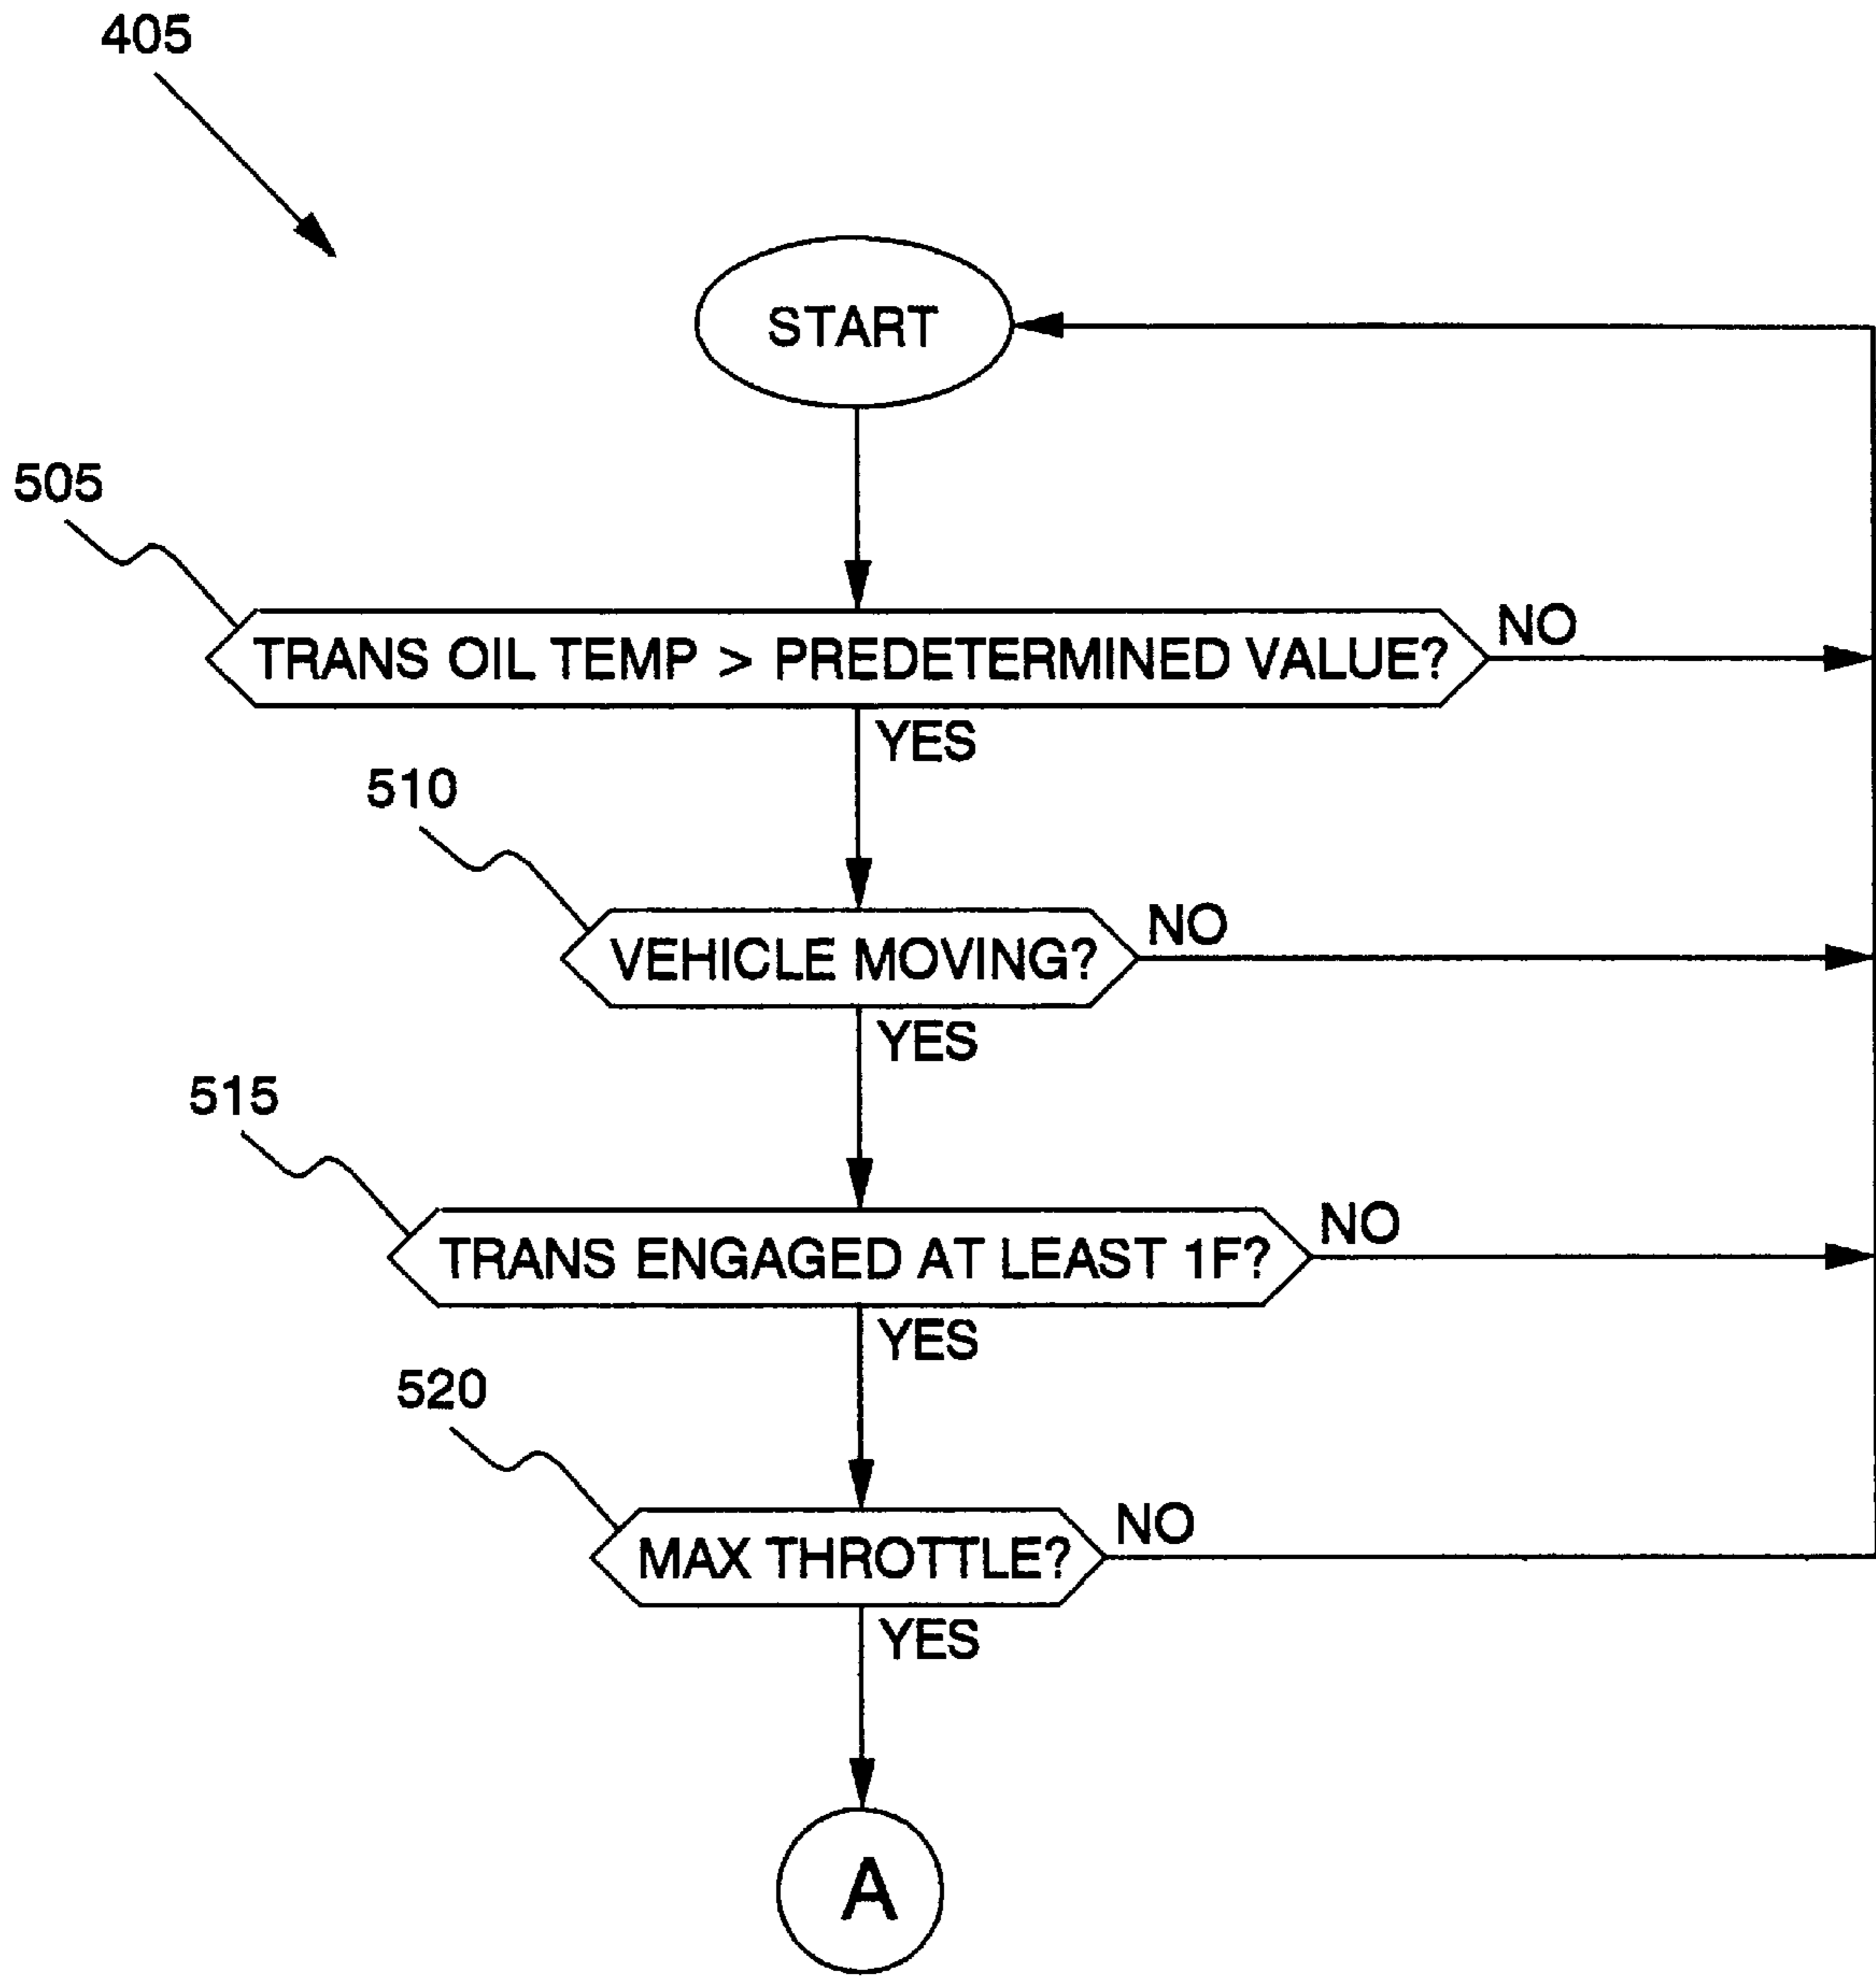 405
START
505
TRANS OIL TEMP > PREDETERMINED VALUE?
NO
YES
510
VEHICLE MOVING?
NO
YES
515
TRANS ENGAGED AT LEAST 1F?
NO
YES
520
MAX THROTTLE?
NO
YES
A